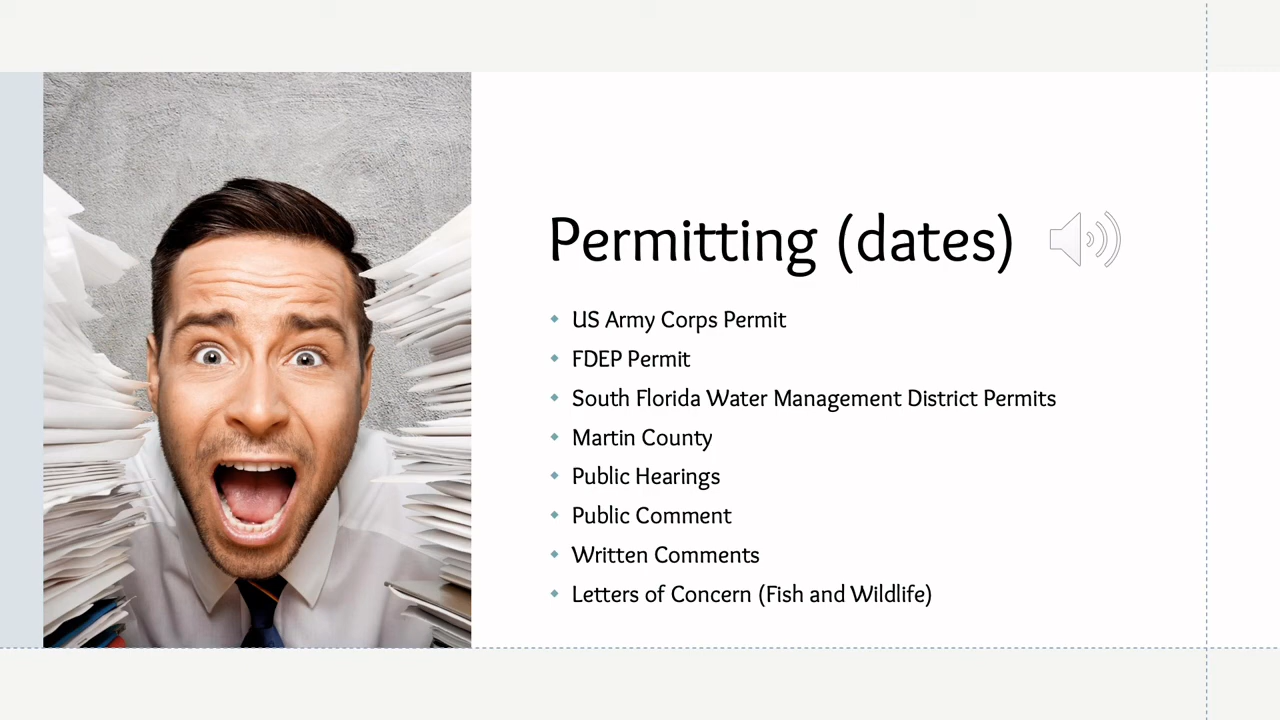 Permitting (dates)
US Army Corps Permit
FDEP Permit
South Florida Water Management District Permits
Martin County
Public Hearings
Public Comment
Written Comments
Letters of Concern (Fish and Wildlife)